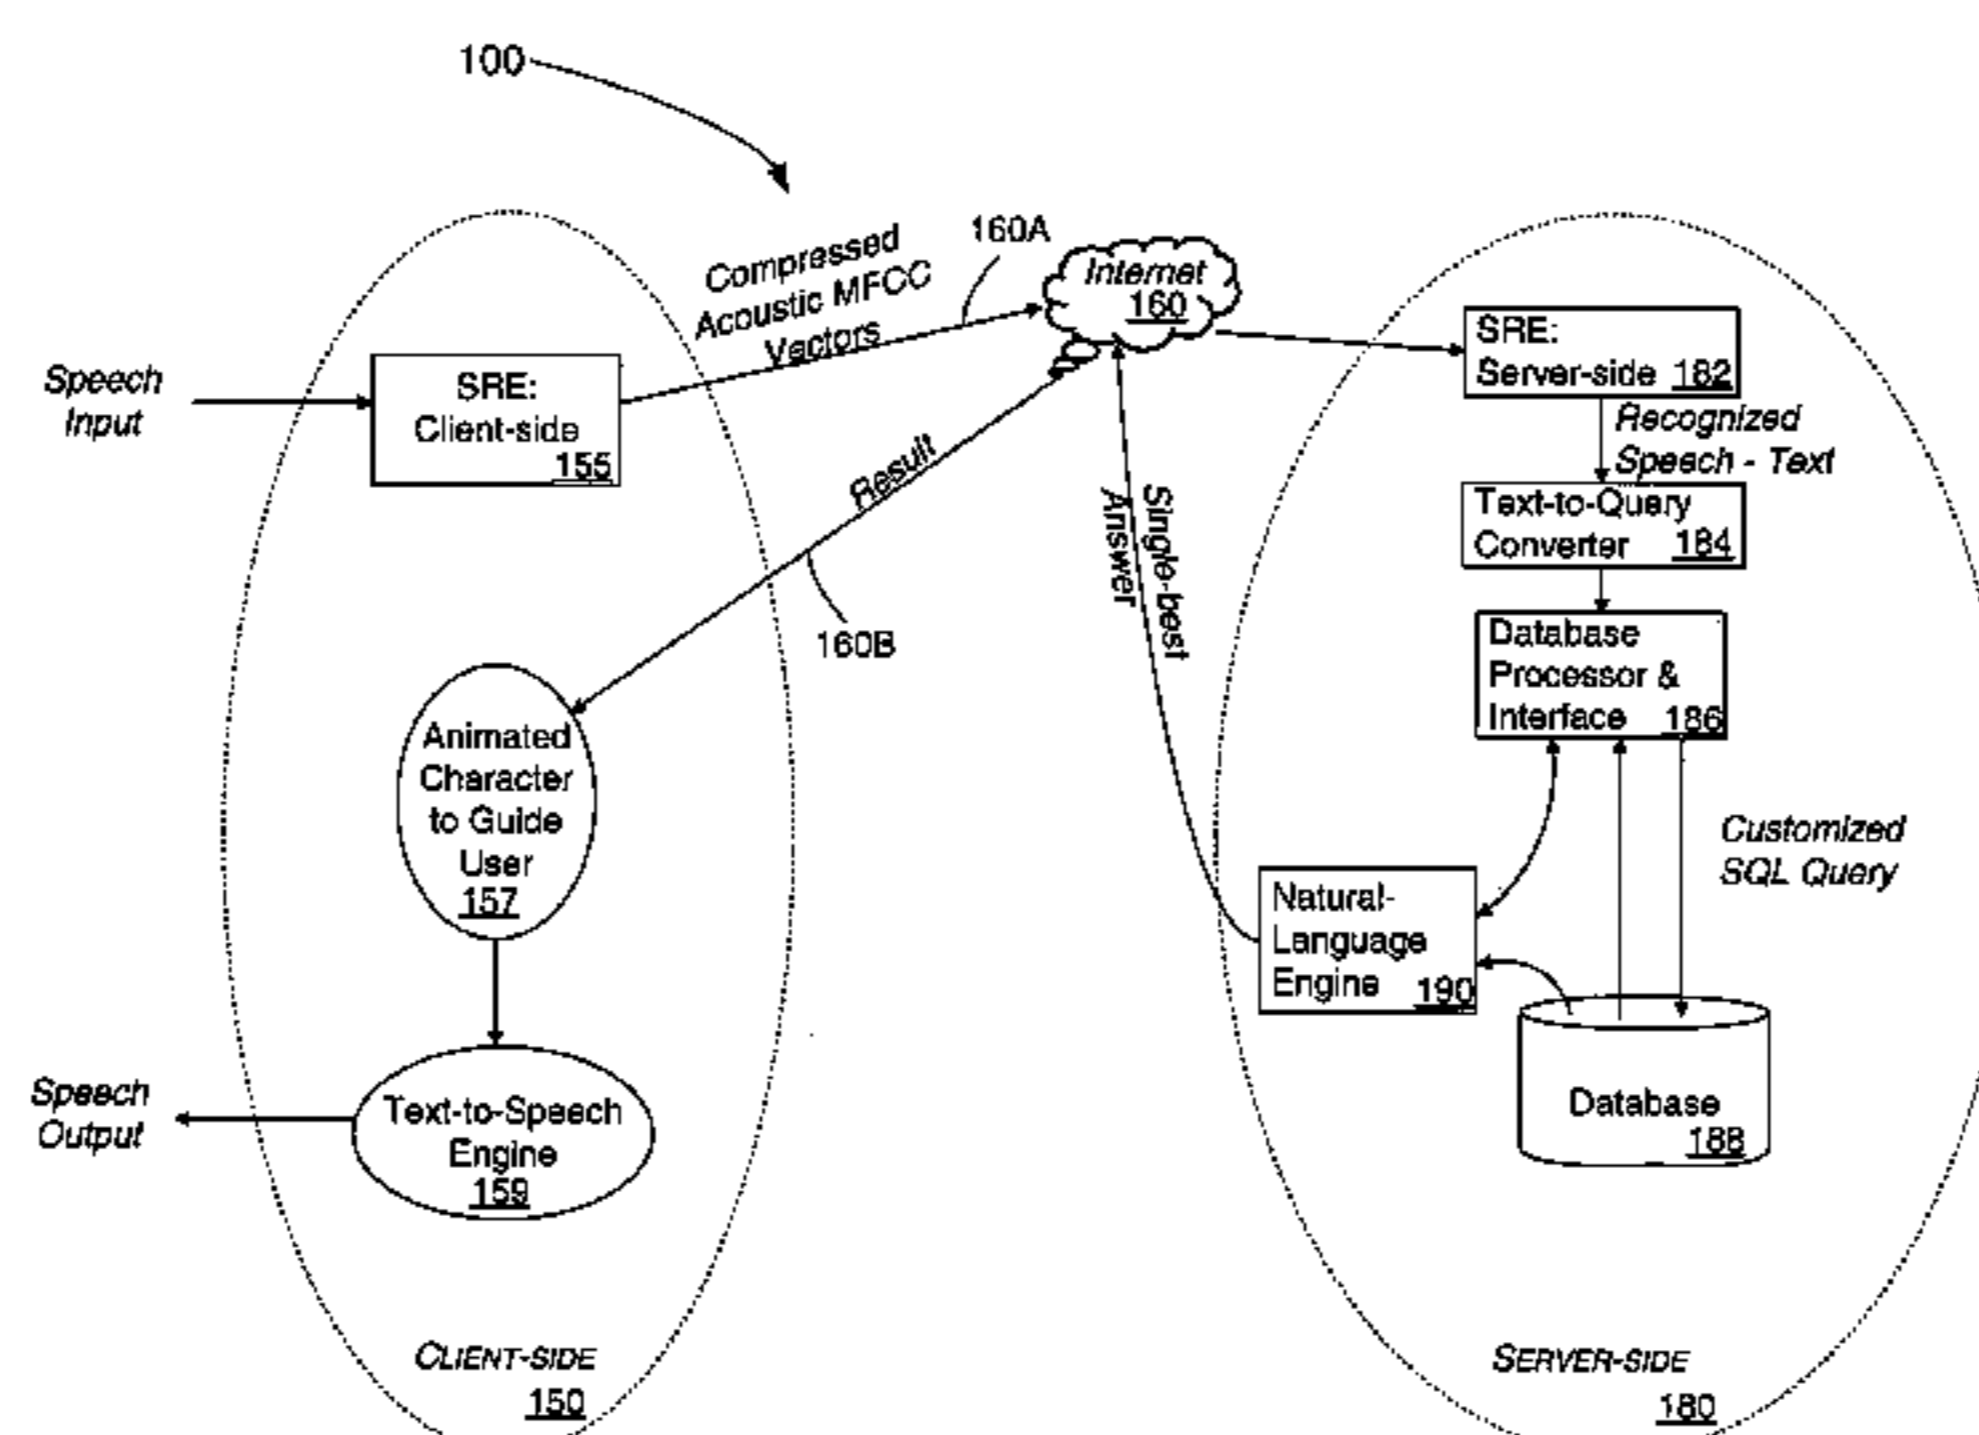 100
160A
Compressed
Acoustic MFCC
Vectors
Internet
160
Speech
Input
SRE:
Client-side
155
SRE:
Server-side 182
Recognized
Speech - Text
Text-to-Query
Converter 184
Result
Single-best
Answer
160B
Database
Processor &
Interface 186
Animated
Character
to Guide
User
157
Customized
SQL Query
Natural-
Language
Engine 190
Speech
Output
Text-to-Speech
Engine
159
Database
188
CLIENT-SIDE
150
SERVER-SIDE
180